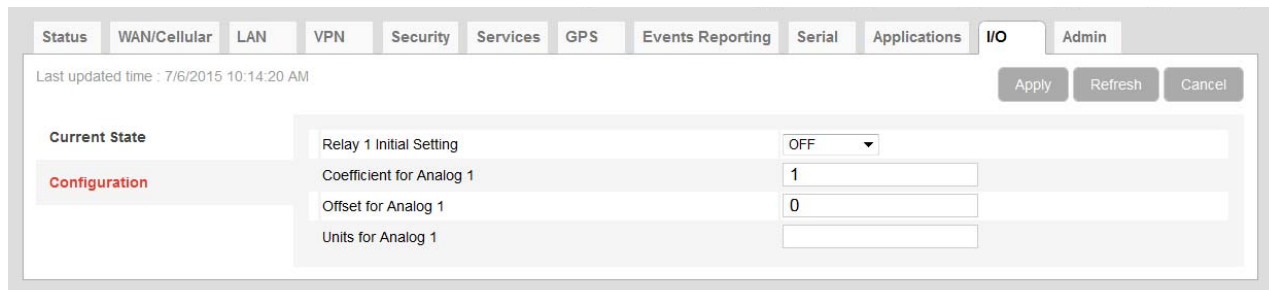 Status WAN/Cellular LAN VPN Security Services GPS Events Reporting Serial Applications I/O Admin
Last updated time : 7/6/2015 10:14:20 AM
Apply Refresh Cancel
Current State
Configuration
Relay 1 Initial Setting OFF
Coefficient for Analog 1 1
Offset for Analog 1 0
Units for Analog 1